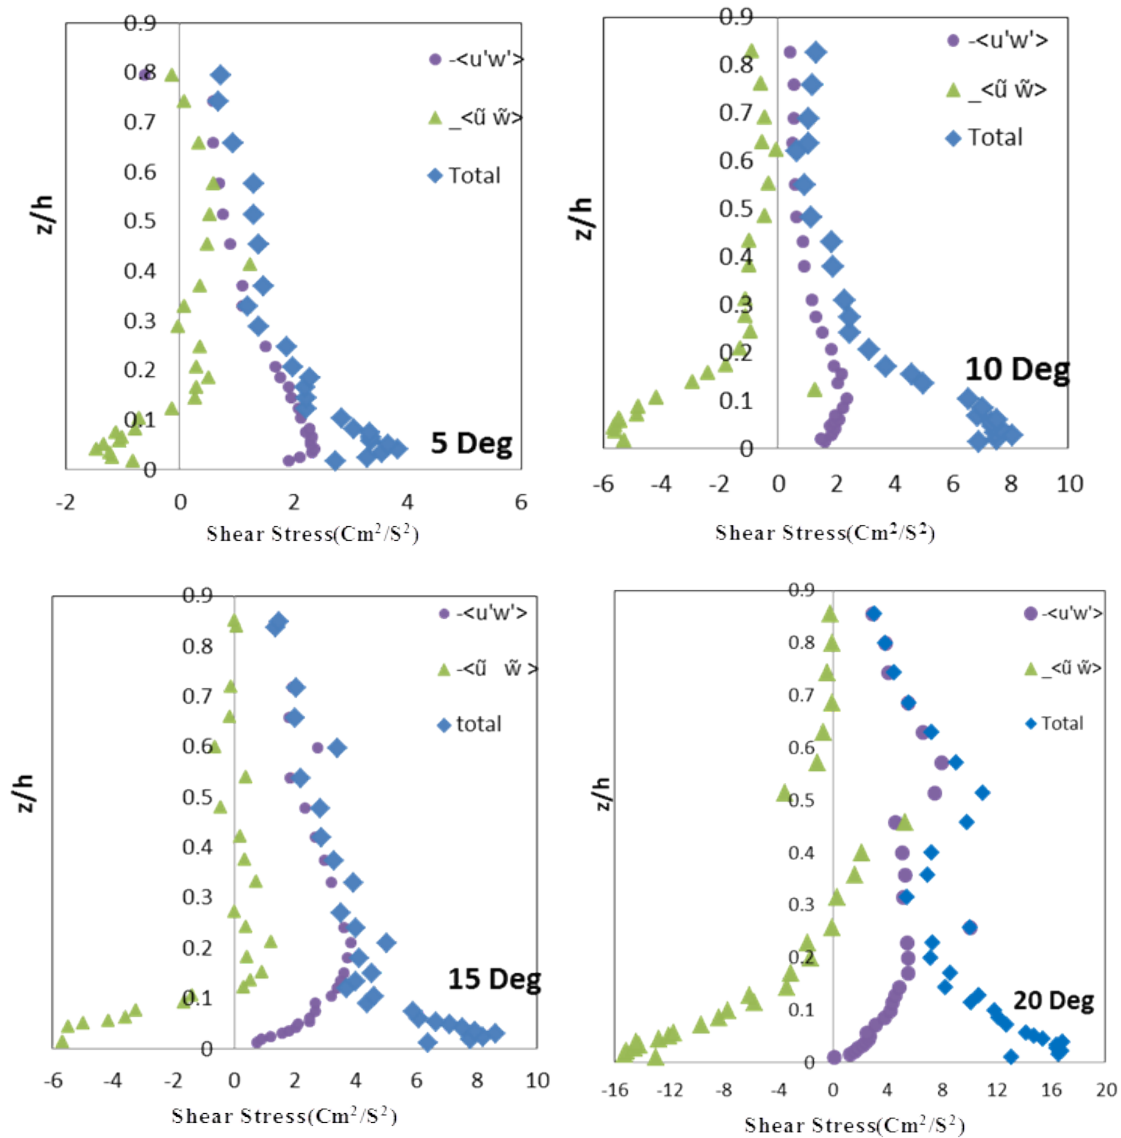 0.9
0.8
0.7
0.6
0.5
0.4
0.3
0.2
0.1
0
z/h
-<u'w'>
_<ũ w̃>
Total
5 Deg
-2 0 2 4 6
Shear Stress(Cm²/S²)
0.9
0.8
0.7
0.6
0.5
0.4
0.3
0.2
0.1
0
z/h
-<u'w'>
_<ũ w̃>
Total
10 Deg
-6 -4 -2 0 2 4 6 8 10
Shear Stress(Cm²/S²)
0.9
0.8
0.7
0.6
0.5
0.4
0.3
0.2
0.1
0
z/h
-<u'w'>
-<ũ w̃ >
total
15 Deg
-6 -4 -2 0 2 4 6 8 10
Shear Stress(Cm²/S²)
0.9
0.8
0.7
0.6
0.5
0.4
0.3
0.2
0.1
0
z/h
-<u'w'>
_<ũ w̃>
Total
20 Deg
-16 -12 -8 -4 0 4 8 12 16 20
Shear Stress(Cm²/S²)